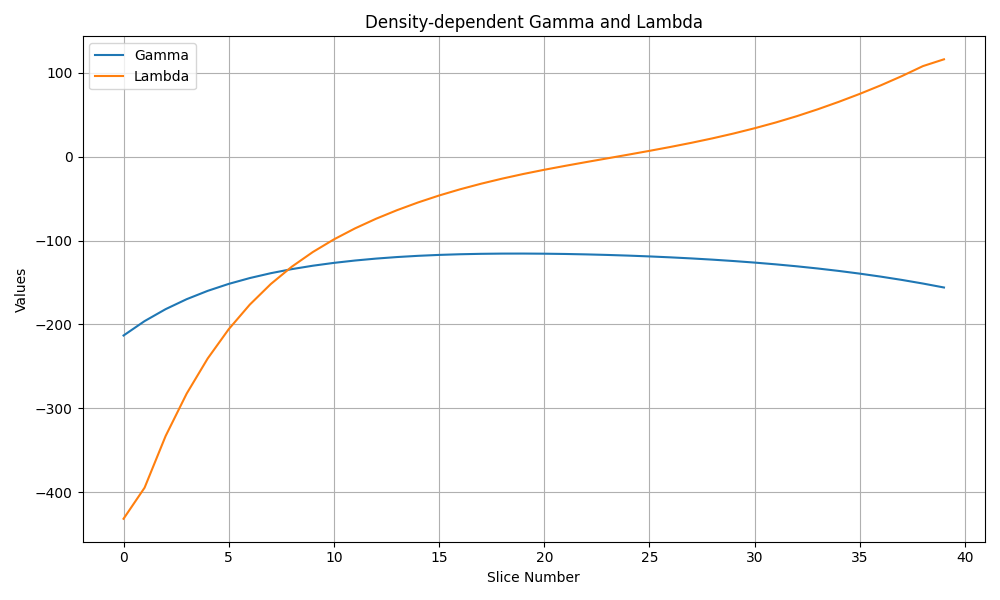 Density-dependent Gamma and Lambda
Gamma
Lambda
100
0
−100
−200
−300
−400
Values
0 5 10 15 20 25 30 35 40
Slice Number